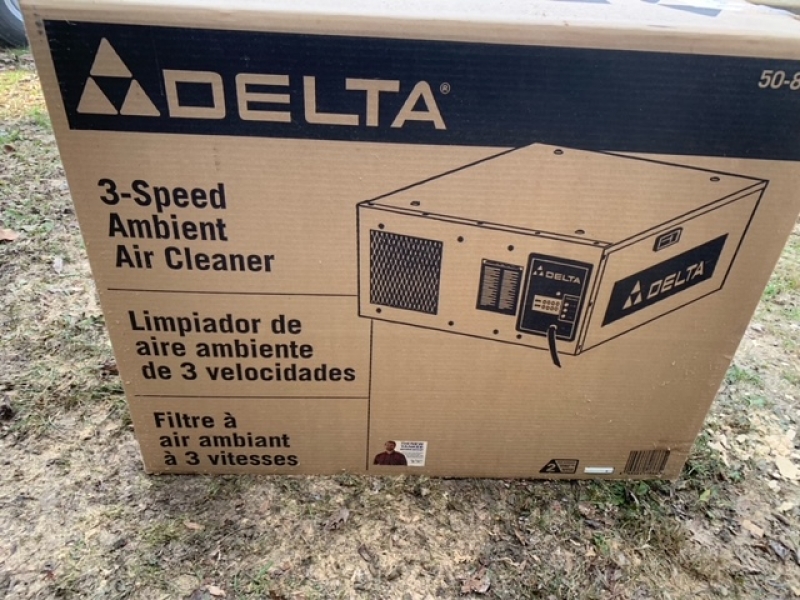 DELTA®
50-8
3-Speed
Ambient
Air Cleaner
DELTA
DELTA
Limpiador de
aire ambiente
de 3 velocidades
Filtre à
air ambiant
à 3 vitesses
2